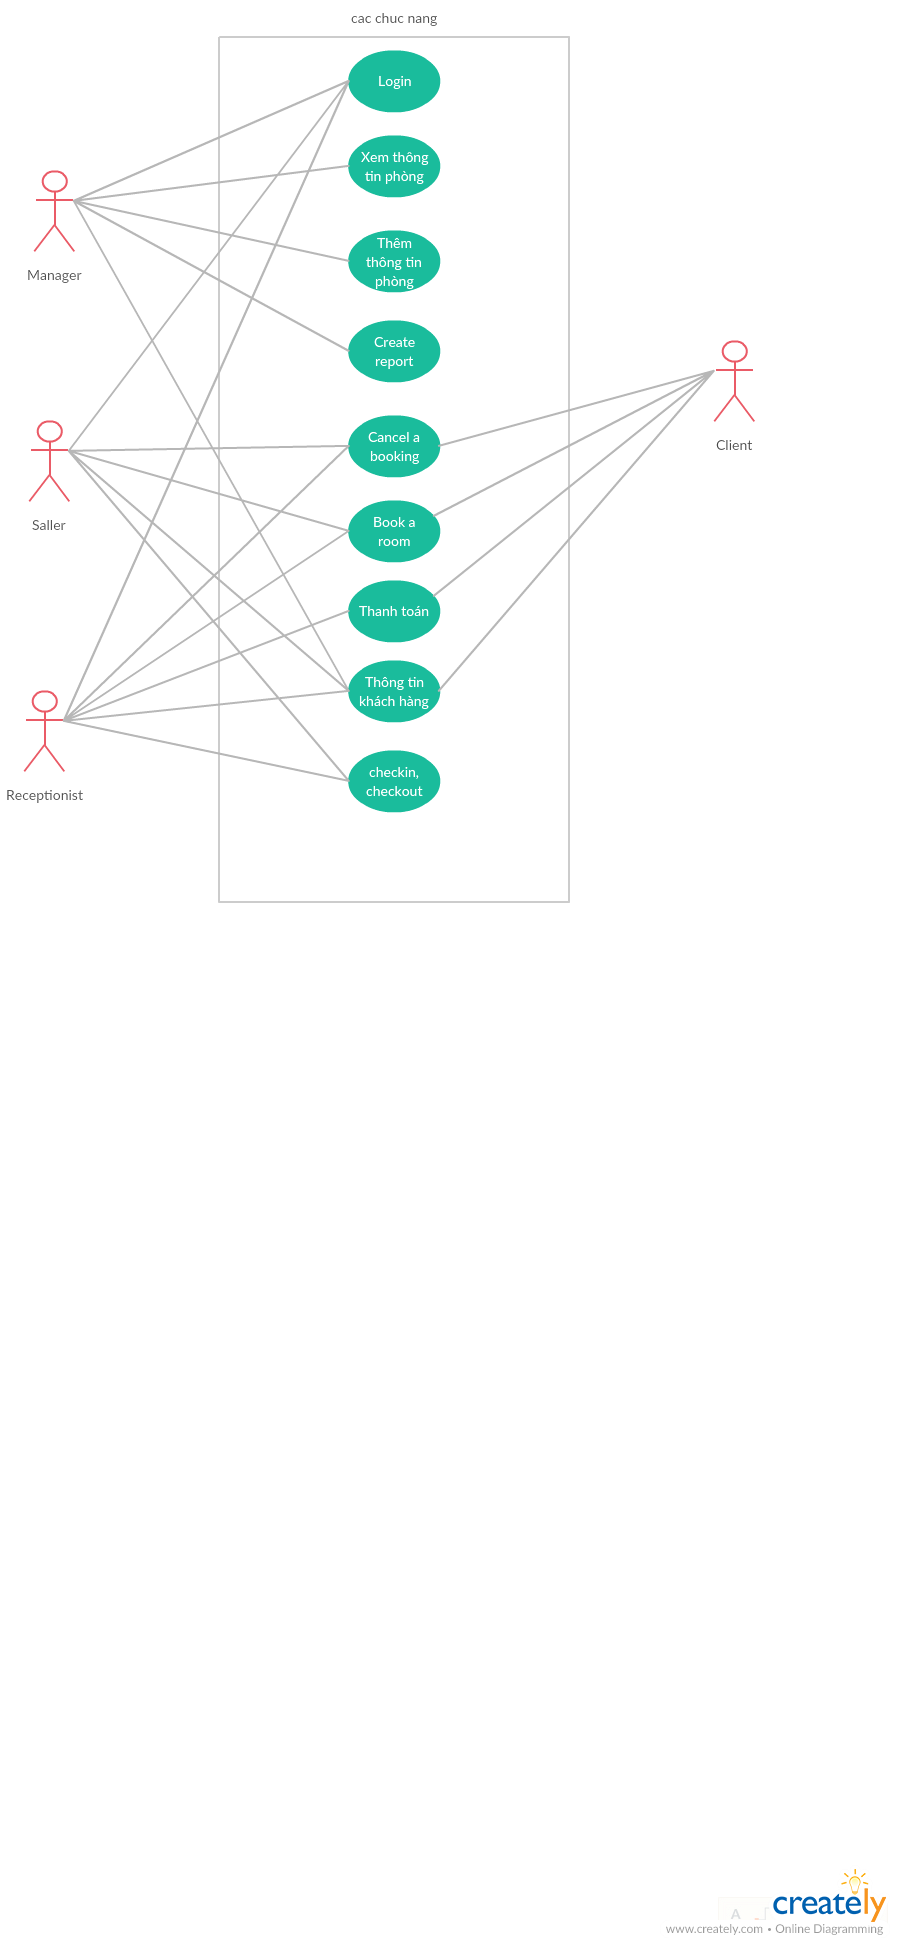 cac chuc nang
Login
Xem thông
tin phòng
Thêm
thông tin
phòng
Manager
Create
report
Cancel a
booking
Client
Book a
room
Saller
Thanh toán
Thông tin
khách hàng
checkin,
checkout
Receptionist
creately
www.creately.com • Online Diagramming